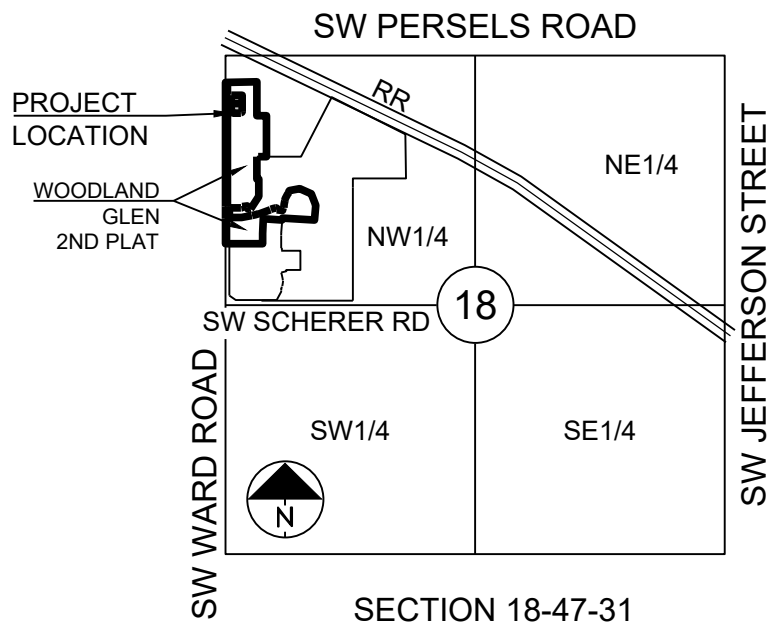 SW PERSELS ROAD
RR
PROJECT
LOCATION
NE1/4
WOODLAND
GLEN
2ND PLAT
NW1/4
18
SW SCHERER RD
SW JEFFERSON STREET
SW WARD ROAD
SW1/4
SE1/4
N
SECTION 18-47-31